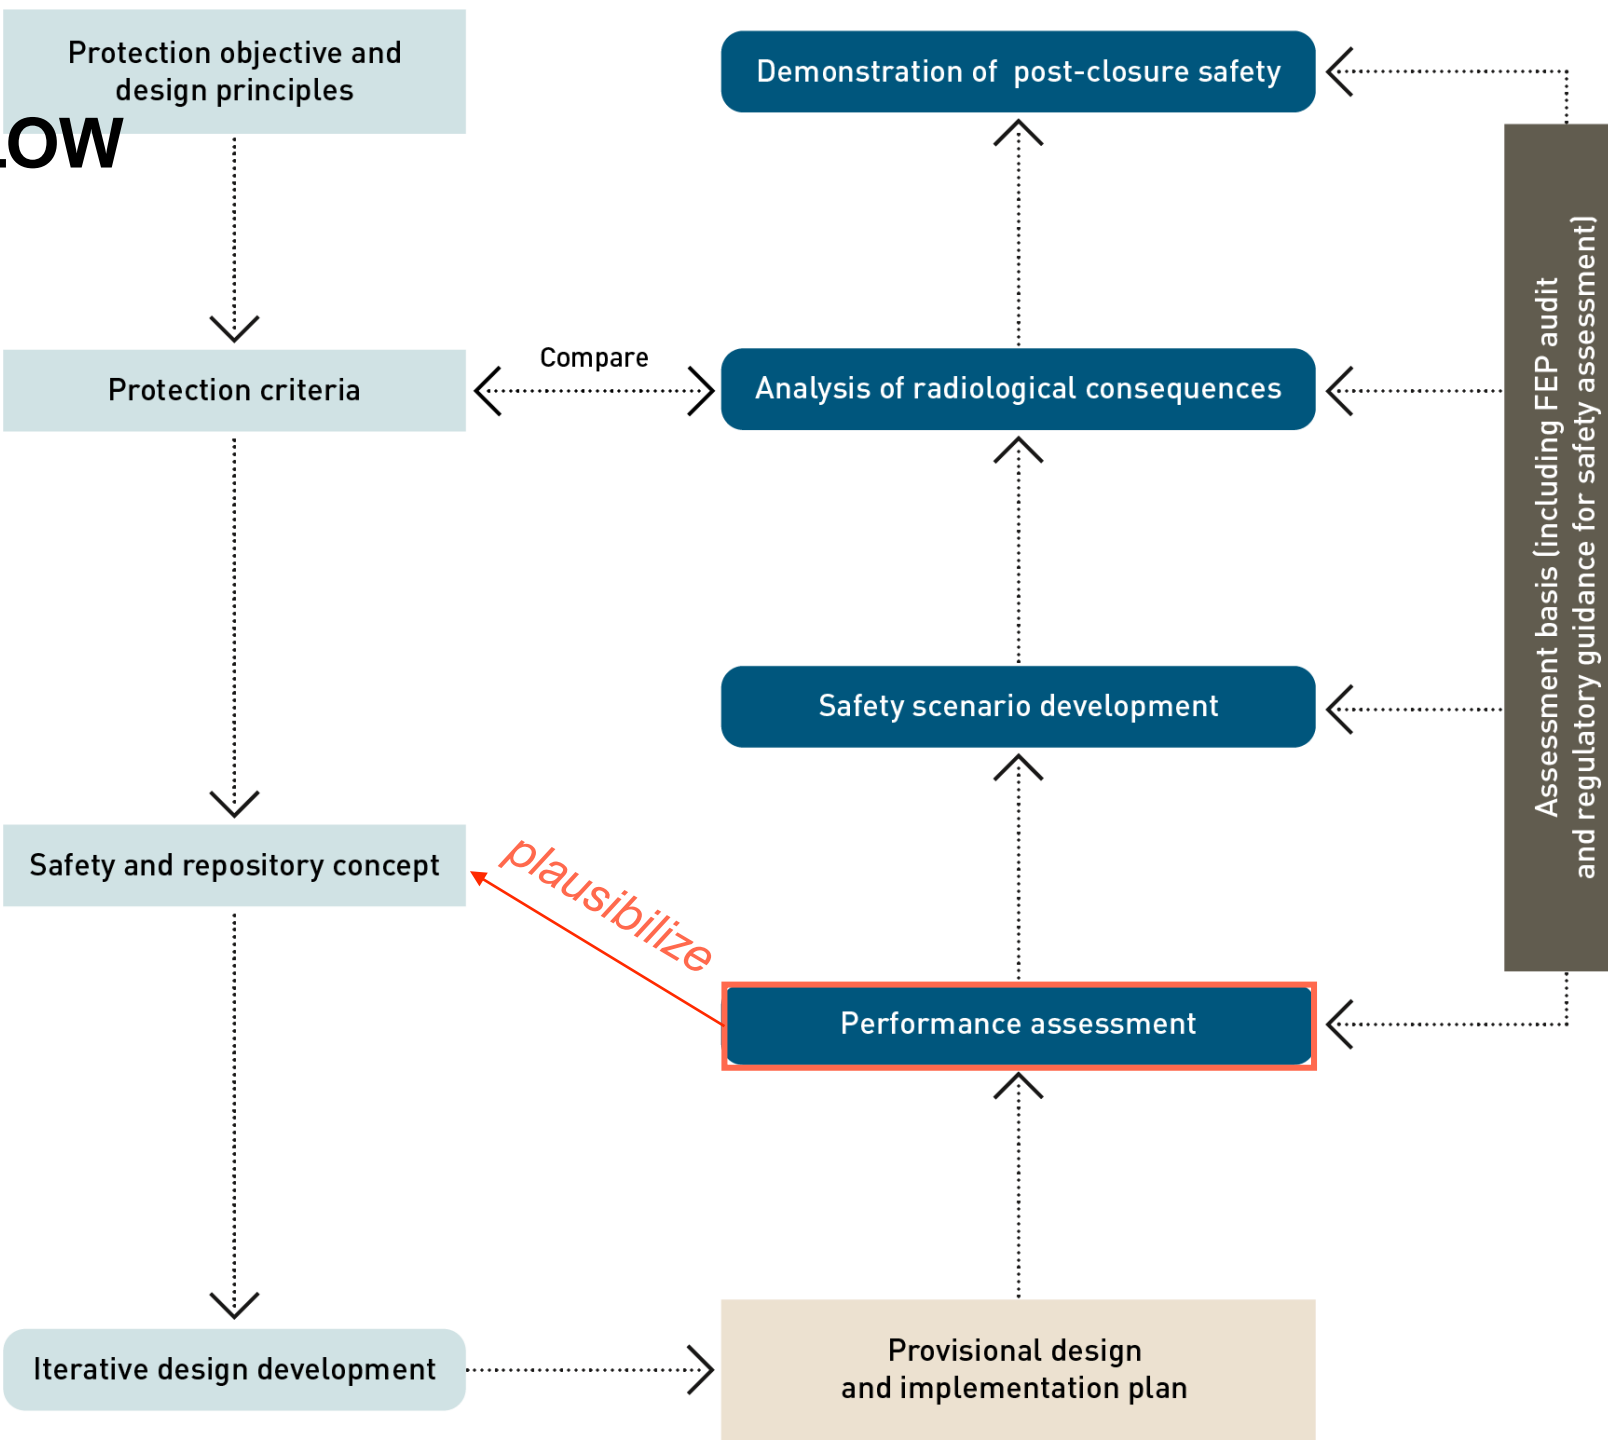 Protection objective and
design principles
LOW
Demonstration of post-closure safety
Compare
Protection criteria
Analysis of radiological consequences
Assessment basis (including FEP audit
and regulatory guidance for safety assessment)
Safety scenario development
Safety and repository concept
plausibilize
Performance assessment
Iterative design development
Provisional design
and implementation plan